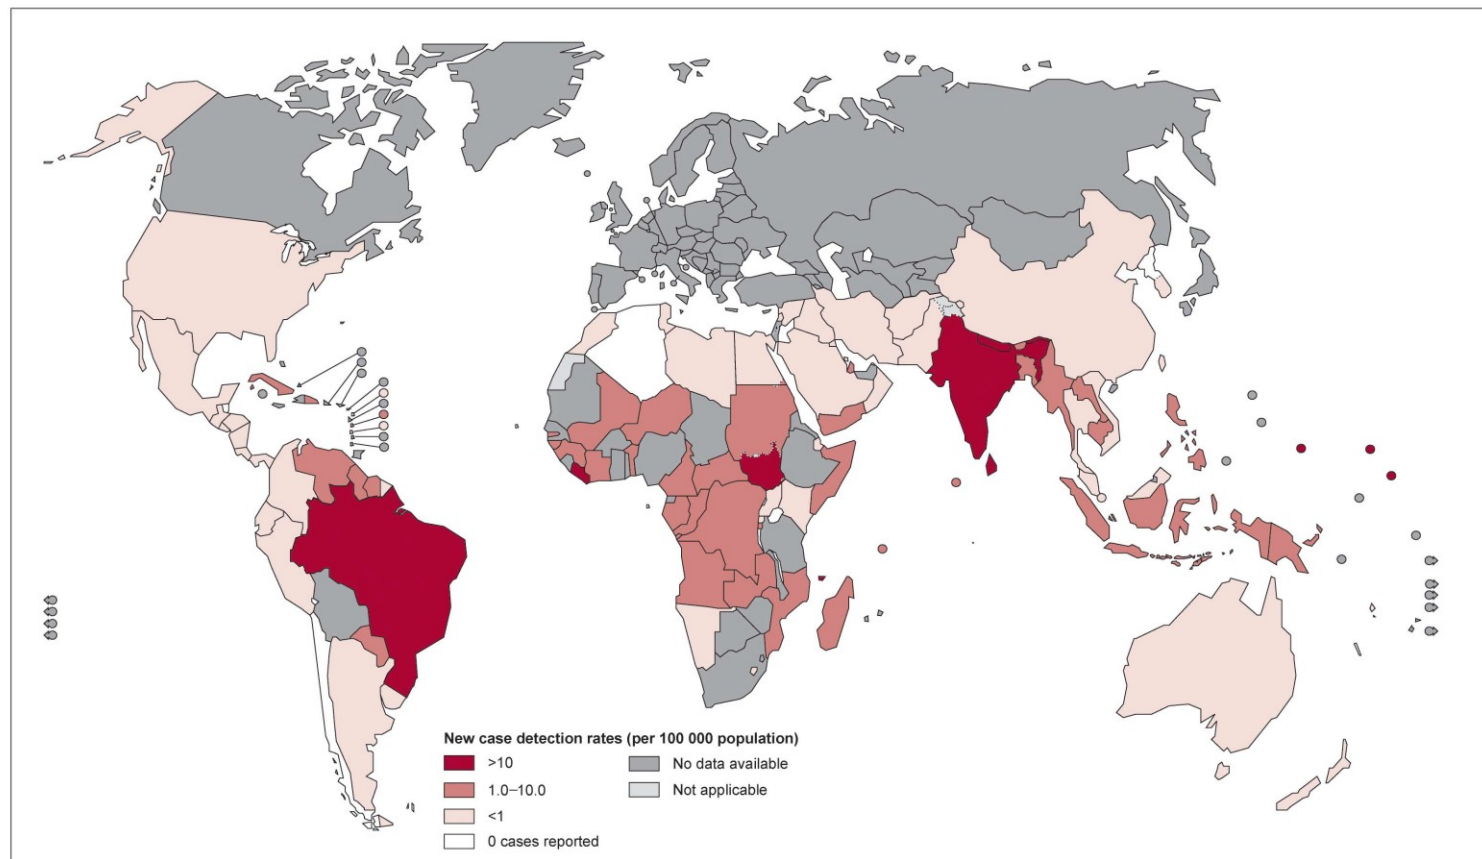 New case detection rates (per 100 000 population)
>10
1.0–10.0
<1
0 cases reported
No data available
Not applicable